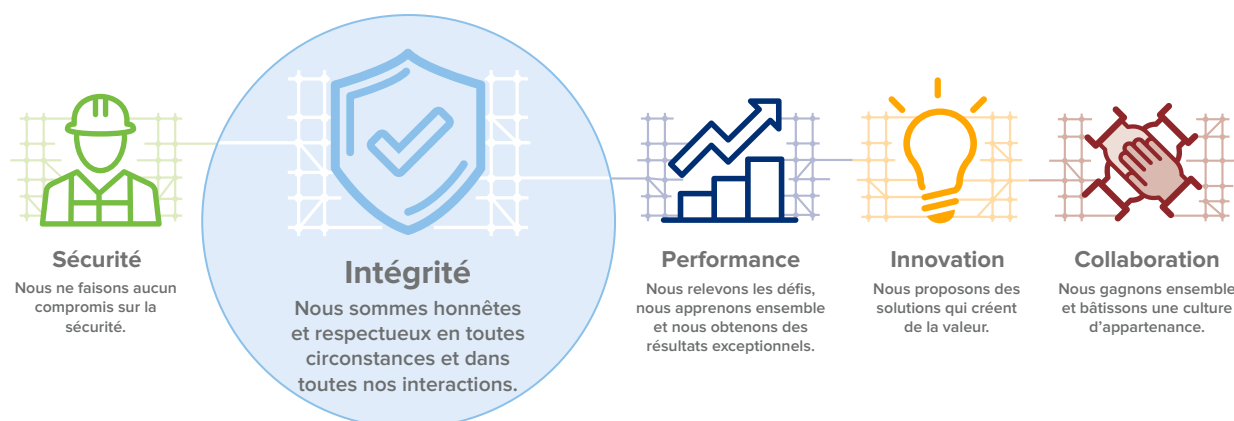 Sécurité
Nous ne faisons aucun
compromis sur la
sécurité.
Intégrité
Nous sommes honnêtes
et respectueux en toutes
circonstances et dans
toutes nos interactions.
Performance
Nous relevons les défis,
nous apprenons ensemble
et nous obtenons des
résultats exceptionnels.
Innovation
Nous proposons des
solutions qui créent
de la valeur.
Collaboration
Nous gagnons ensemble
et bâtissons une culture
d’appartenance.